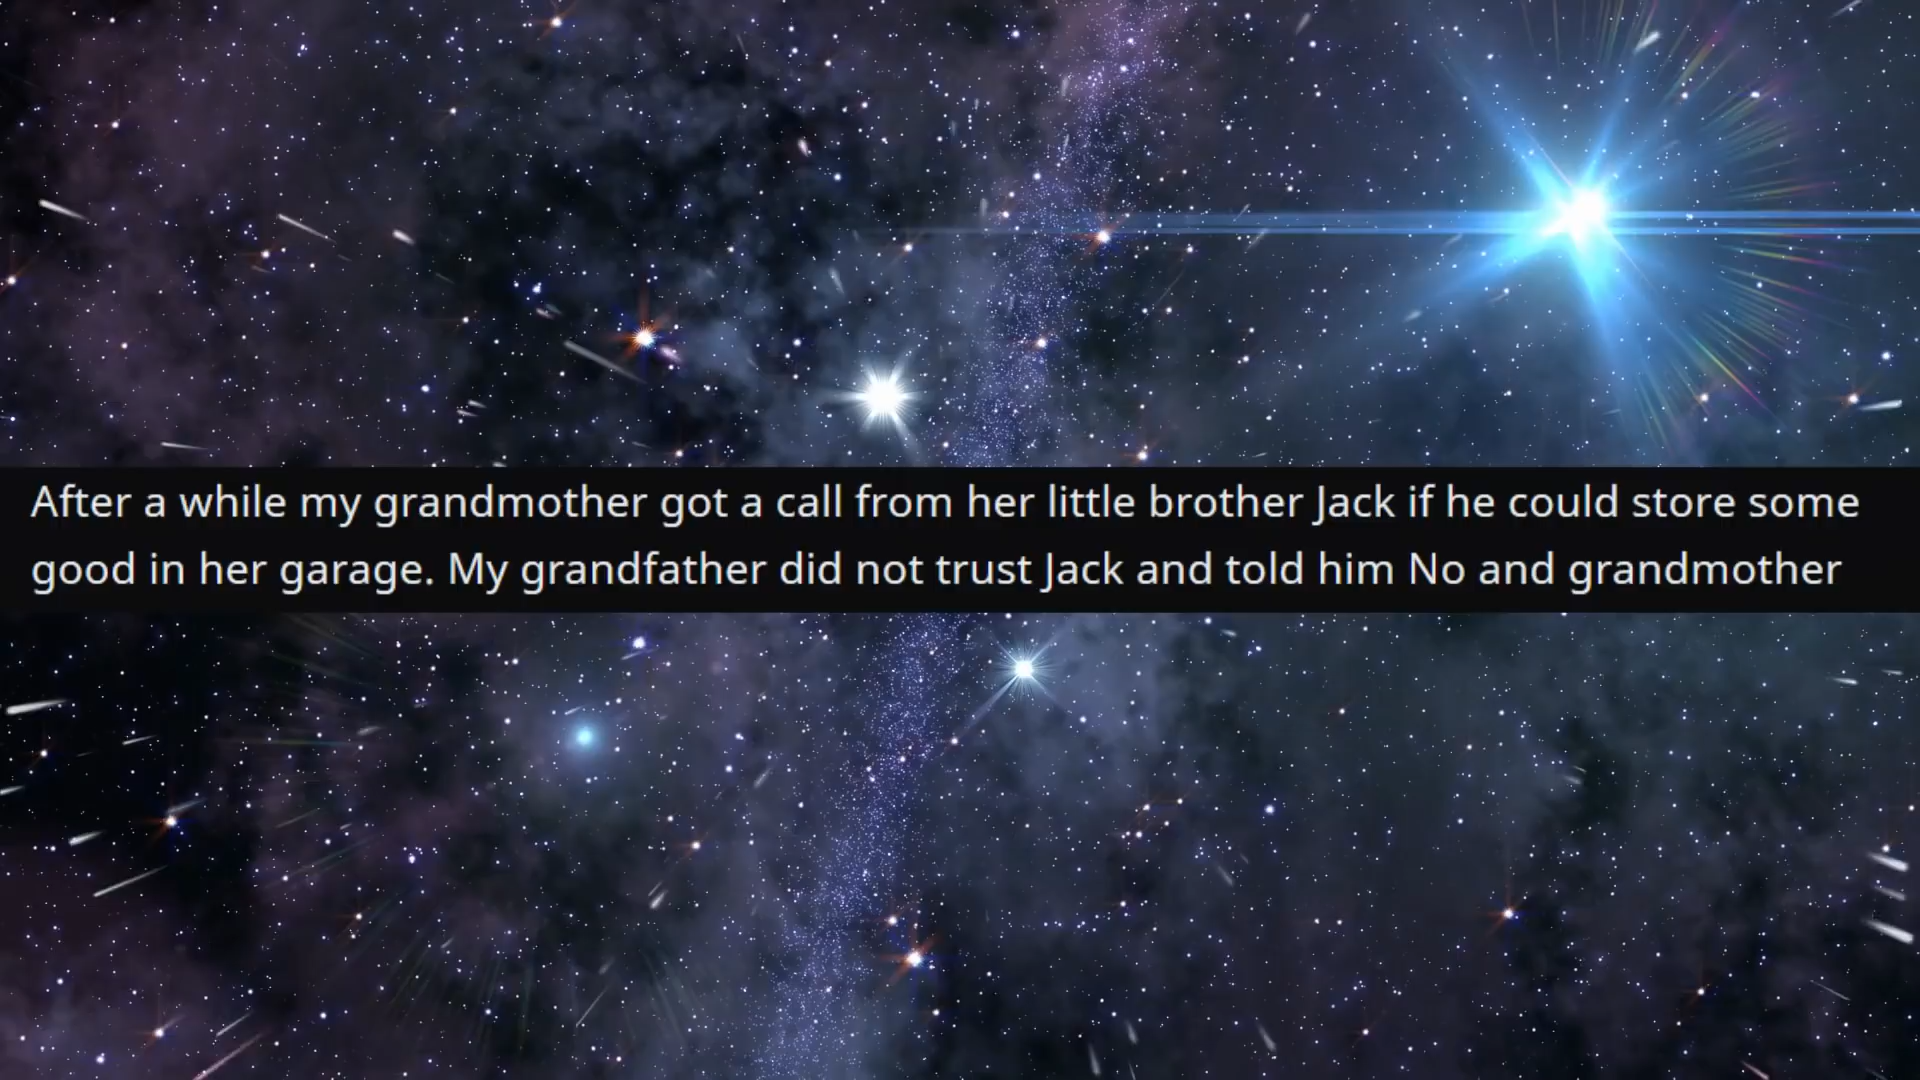 After a while my grandmother got a call from her little brother Jack if he could store some
good in her garage. My grandfather did not trust Jack and told him No and grandmother